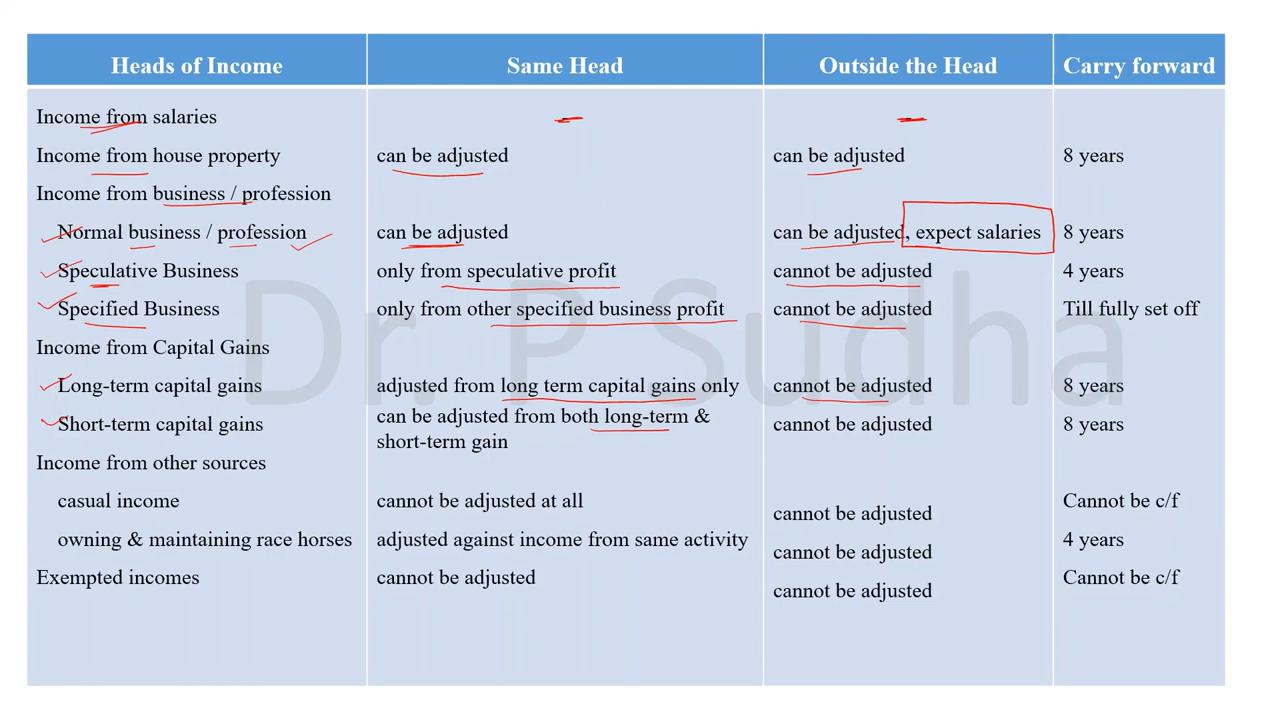 Heads of Income Same Head Outside the Head Carry forward
Income from salaries - -
Income from house property can be adjusted can be adjusted 8 years
Income from business / profession
Normal business / profession can be adjusted can be adjusted, expect salaries 8 years
Speculative Business only from speculative profit cannot be adjusted 4 years
Specified Business only from other specified business profit cannot be adjusted Till fully set off
Income from Capital Gains
Long-term capital gains adjusted from long term capital gains only cannot be adjusted 8 years
Short-term capital gains can be adjusted from both long-term & cannot be adjusted 8 years
short-term gain
Income from other sources
casual income cannot be adjusted at all cannot be adjusted Cannot be c/f
owning & maintaining race horses adjusted against income from same activity cannot be adjusted 4 years
Exempted incomes cannot be adjusted cannot be adjusted Cannot be c/f
Dr. P Sudha